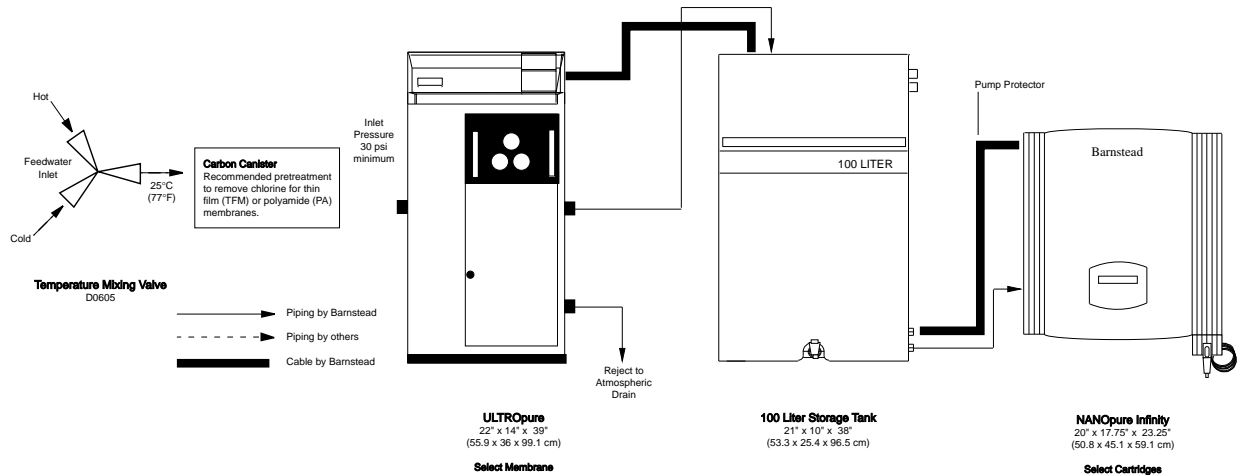 Hot
Feedwater
Inlet
Cold
25°C
(77°F)
Temperature Mixing Valve
D0605
Carbon Canister
Recommended pretreatment
to remove chlorine for thin
film (TFM) or polyamide (PA)
membranes.
Piping by Barnstead
Piping by others
Cable by Barnstead
Inlet
Pressure
30 psi
minimum
Reject to
Atmospheric
Drain
ULTROpure
22" x 14" x 39"
(55.9 x 36 x 99.1 cm)
Select Membrane
100 LITER
100 Liter Storage Tank
21" x 10" x 38"
(53.3 x 25.4 x 96.5 cm)
Pump Protector
Barnstead
NANOpure Infinity
20" x 17.75" x 23.25"
(50.8 x 45.1 x 59.1 cm)
Select Cartridges